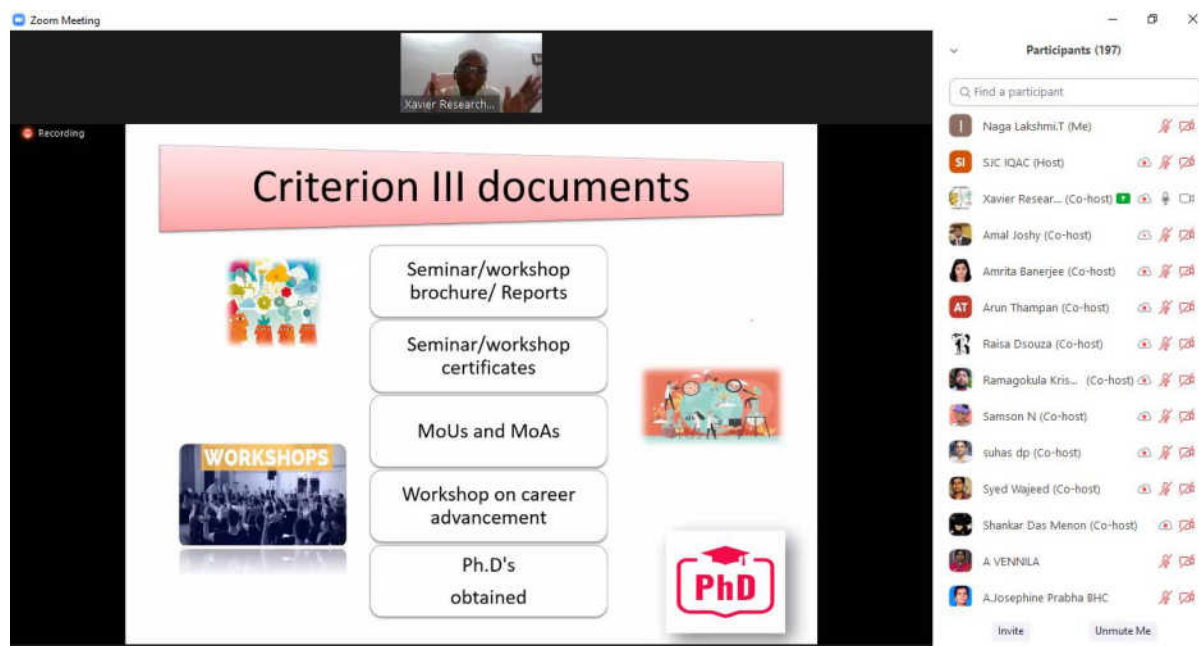 Zoom Meeting
Participants (197)
Find a participant
Xavier Research...
Recording
Criterion III documents
Seminar/workshop
brochure/ Reports
Seminar/workshop
certificates
MoUs and MoAs
Workshop on career
advancement
Ph.D's
obtained
WORKSHOPS
PhD
I Naga Lakshmi.T (Me)
SI SJC IQAC (Host)
Xavier Resear... (Co-host)
Amal Joshy (Co-host)
Amrita Banerjee (Co-host)
AT Arun Thampan (Co-host)
Raisa Dsouza (Co-host)
Ramagokula Kris... (Co-host)
Samson N (Co-host)
suhas dp (Co-host)
Syed Wajeed (Co-host)
Shankar Das Menon (Co-host)
A VENNILA
A.Josephine Prabha BHC
Invite
Unmute Me